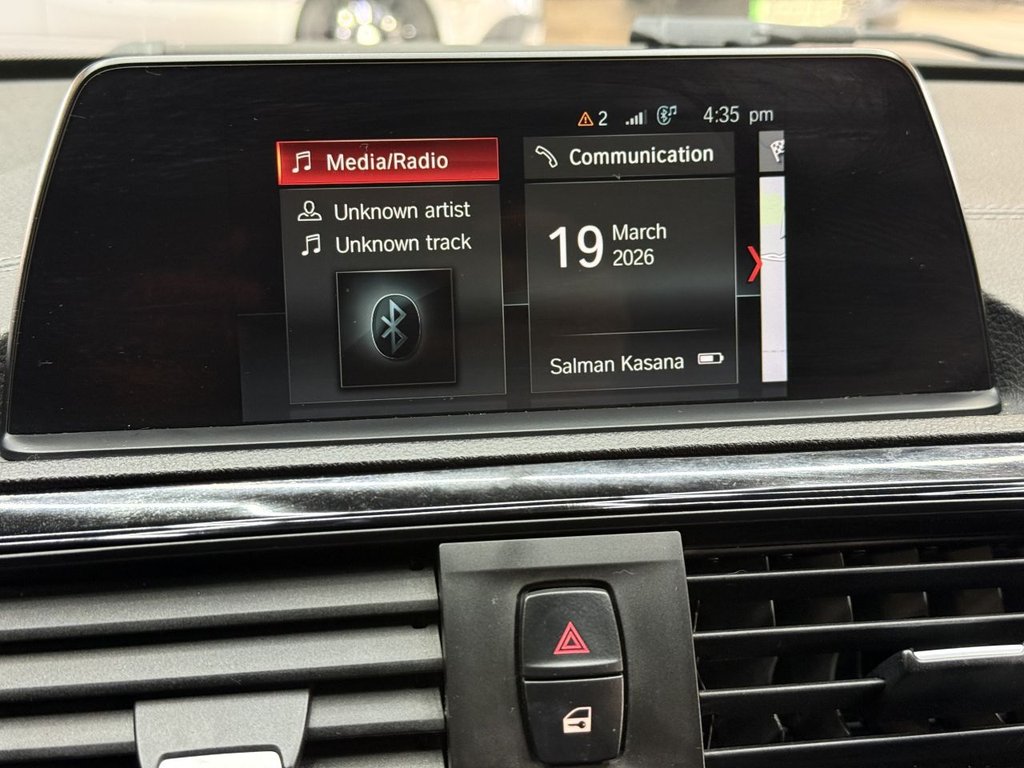 2 4:35 pm
Media/Radio
Unknown artist
Unknown track
Communication
19 March
2026
Salman Kasana